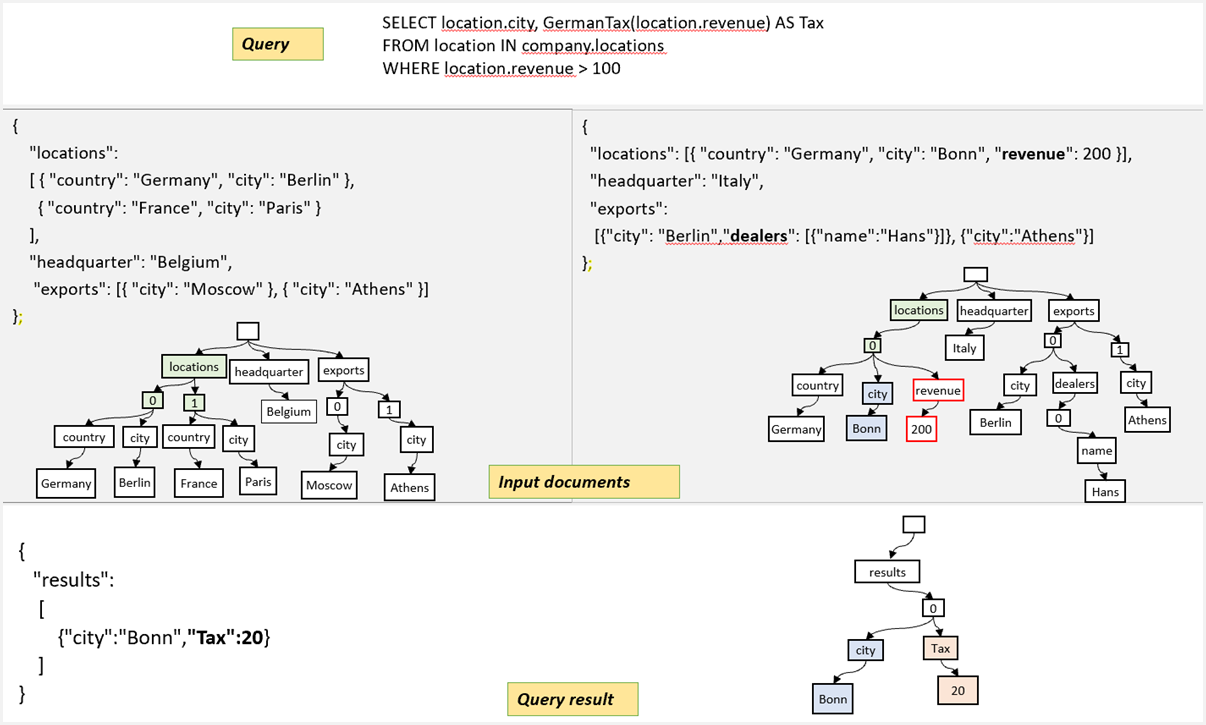 SELECT location.city, GermanTax(location.revenue) AS Tax
Query
FROM location IN company.locations
WHERE location.revenue > 100
{
"locations":
[ { "country": "Germany", "city": "Berlin" },
{ "country": "France", "city": "Paris" }
],
"headquarter": "Belgium",
"exports": [{ "city": "Moscow" }, { "city": "Athens" }]
};
locations
headquarter
exports
0
1
Belgium
0
1
country
city
country
city
city
city
Germany
Berlin
France
Paris
Moscow
Athens
{
"locations": [{ "country": "Germany", "city": "Bonn", "revenue": 200 }],
"headquarter": "Italy",
"exports":
[{"city": "Berlin","dealers": [{"name":"Hans"}]}, {"city":"Athens"}]
};
locations
headquarter
exports
0
Italy
0
1
country
city
revenue
city
dealers
city
Germany
Bonn
200
Berlin
0
Athens
name
Hans
Input documents
{
"results":
[
{"city":"Bonn","Tax":20}
]
}
results
0
city
Tax
Bonn
20
Query result